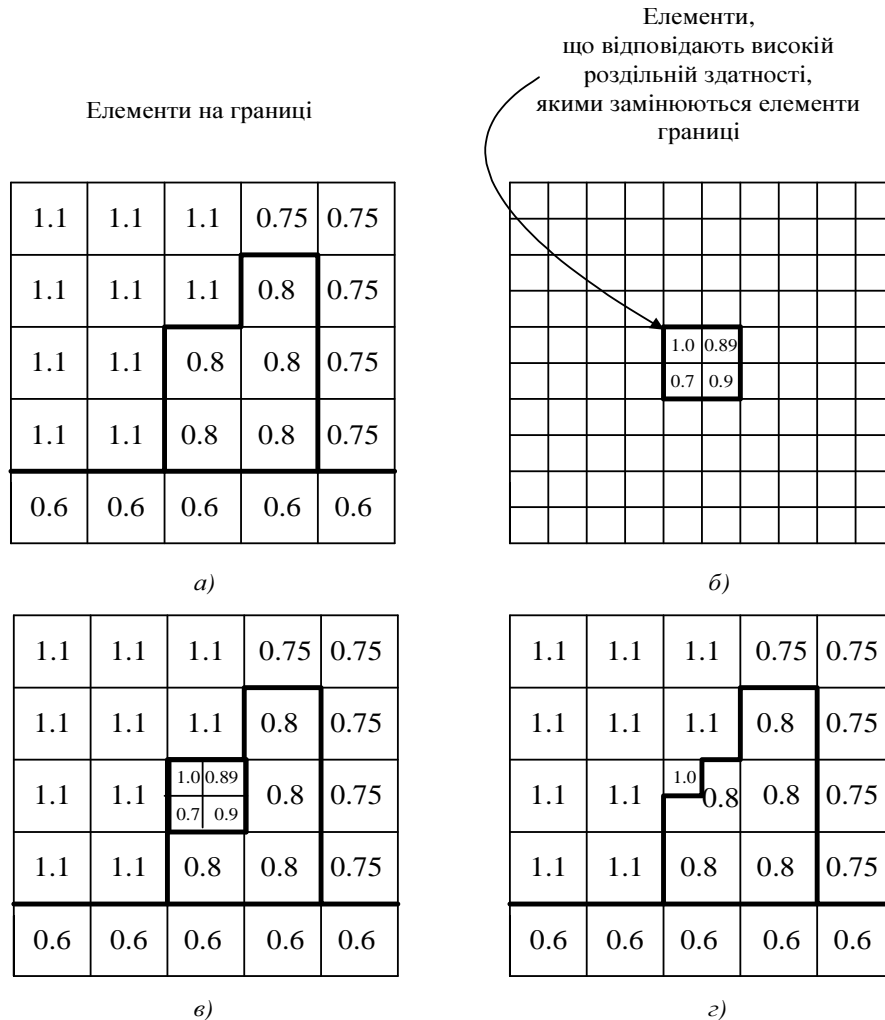 Елементи,
що відповідають високій
роздільній здатності,
якими замінюються елементи
границі
Елементи на границі
1.1 1.1 1.1 0.75 0.75
1.1 1.1 1.1 0.8 0.75
1.1 1.1 0.8 0.8 0.75
1.1 1.1 0.8 0.8 0.75
0.6 0.6 0.6 0.6 0.6
а)
1.0 0.89
0.7 0.9
б)
1.1 1.1 1.1 0.75 0.75
1.1 1.1 1.1 0.8 0.75
1.0 0.89
1.1 1.1 0.8 0.75
0.7 0.9
1.1 1.1 0.8 0.8 0.75
0.6 0.6 0.6 0.6 0.6
в)
1.1 1.1 1.1 0.75 0.75
1.1 1.1 1.1 0.8 0.75
1.1 1.1 1.0 0.8 0.8 0.75
1.1 1.1 0.8 0.8 0.75
0.6 0.6 0.6 0.6 0.6
г)